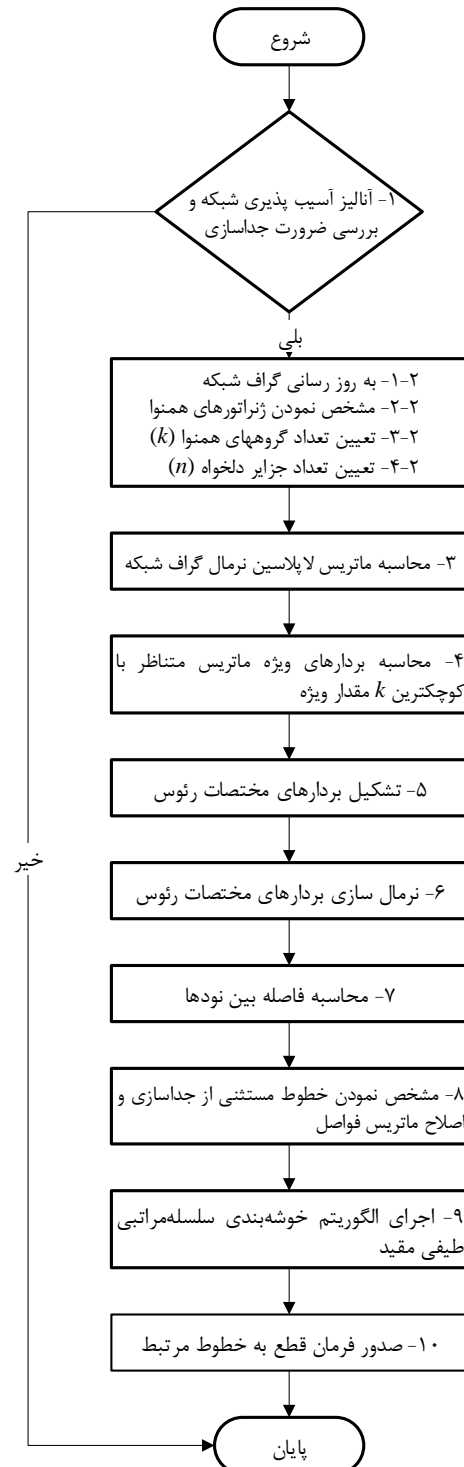 شروع
۱- آنالیز آسیب پذیری شبکه و
بررسی ضرورت جداسازی
بلی
۲-۱- به روز رسانی گراف شبکه
۲-۲- مشخص نمودن ژنراتورهای همنوا
۲-۳- تعیین تعداد گروههای همنوا (k)
۲-۴- تعیین تعداد جزایر دلخواه (n)
۳- محاسبه ماتریس لاپلاسین نرمال گراف شبکه
۴- محاسبه بردارهای ویژه ماتریس متناظر با
کوچکترین k مقدار ویژه
۵- تشکیل بردارهای مختصات رئوس
خیر
۶- نرمال سازی بردارهای مختصات رئوس
۷- محاسبه فاصله بین نودها
۸- مشخص نمودن خطوط مستثنی از جداسازی و
اصلاح ماتریس فواصل
۹- اجرای الگوریتم خوشه‌بندی سلسله‌مراتبی
طیفی مقید
۱۰- صدور فرمان قطع به خطوط مرتبط
پایان